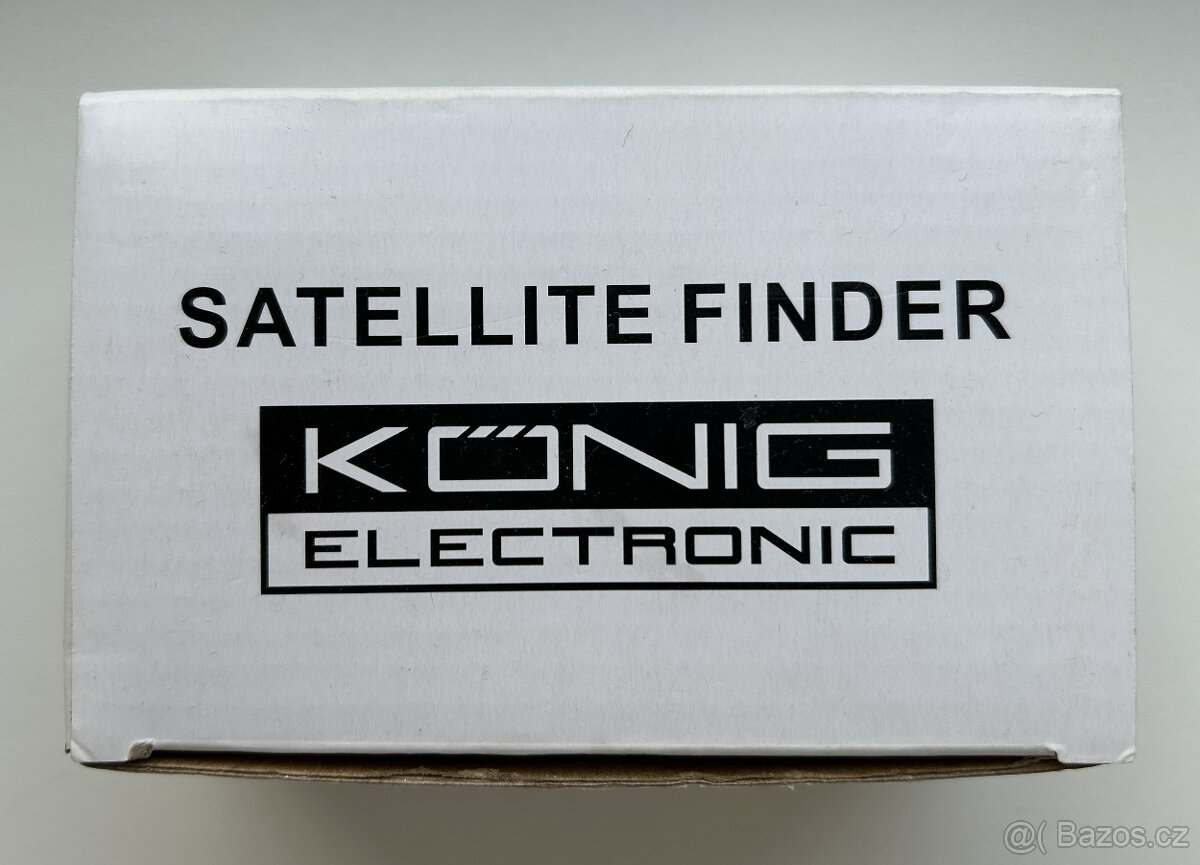 SATELLITE FINDER
KÖNIG
ELECTRONIC
@( Bazos.cz